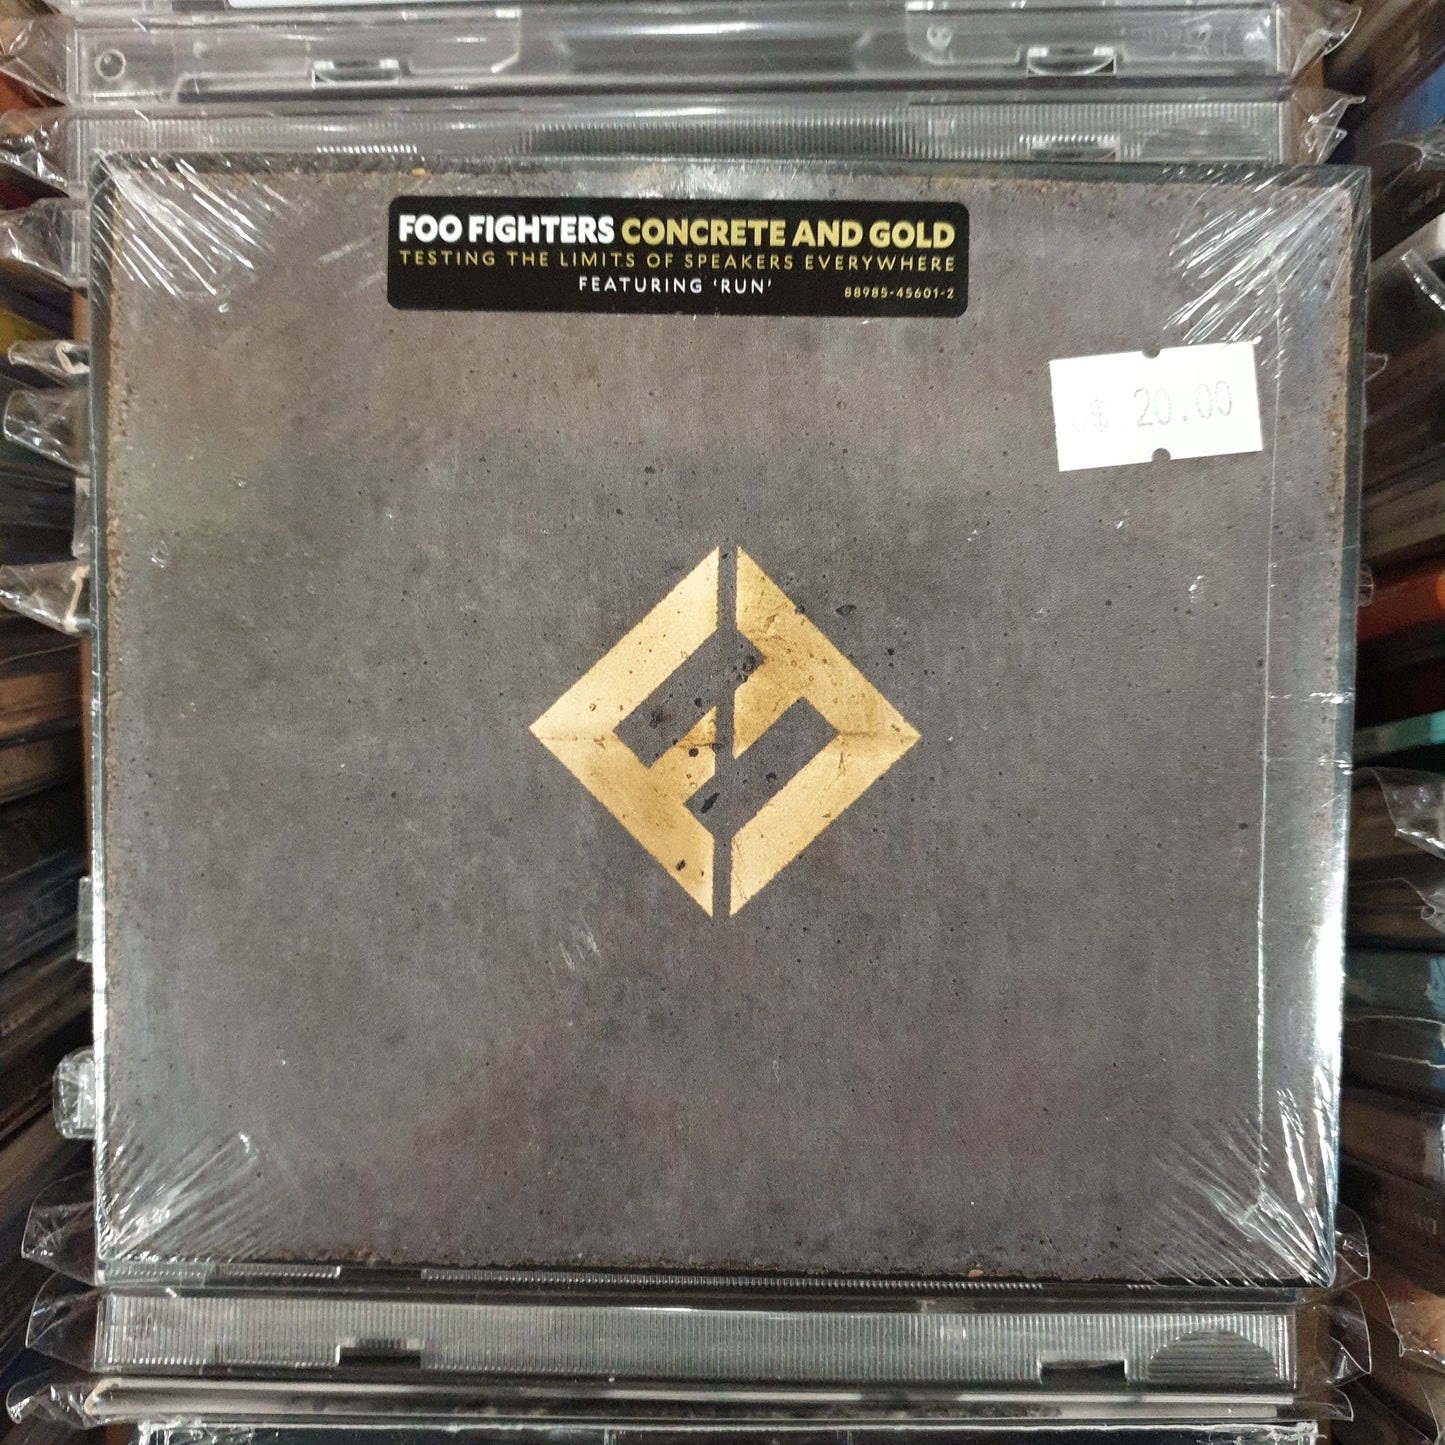 FOO FIGHTERS CONCRETE AND GOLD
TESTING THE LIMITS OF SPEAKERS EVERYWHERE
FEATURING 'RUN'
88985-45601-2
$ 20.00